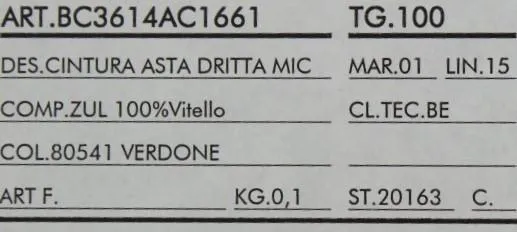 ART.BC3614AC1661 TG.100
DES.CINTURA ASTA DRITTA MIC MAR.01 LIN.15
COMP.ZUL 100%Vitello CL.TEC.BE
COL.80541 VERDONE
ART F. KG.0,1 ST.20163 C.